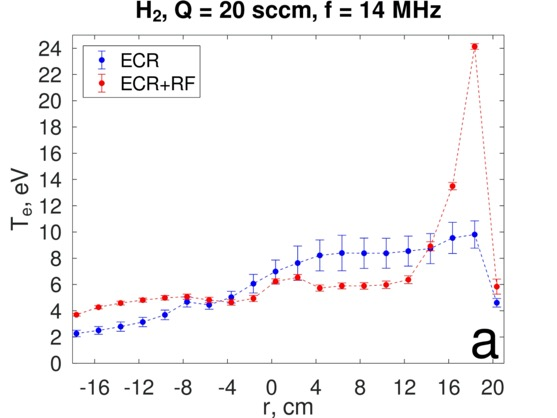 H₂, Q = 20 sccm, f = 14 MHz
ECR
ECR+RF
Tₑ, eV
24
22
20
18
16
14
12
10
8
6
4
2
0
-16 -12 -8 -4 0 4 8 12 16 20
r, cm
a